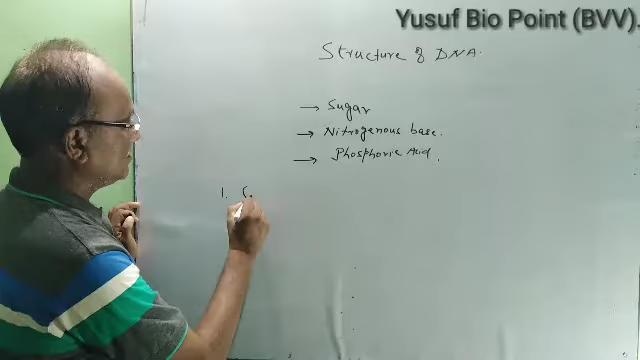 Yusuf Bio Point (BVV).
Structure of DNA.
→ Sugar
→ Nitrogenous base.
→ Phosphoric Acid.
1.